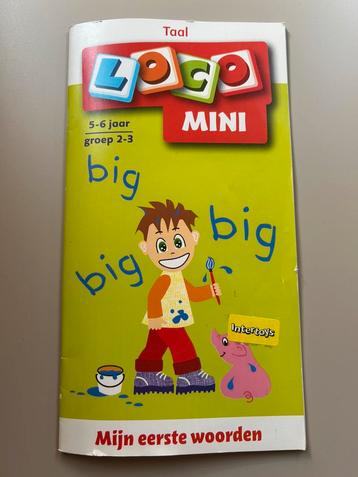 Taal
LOCO
MINI
5-6 jaar
groep 2-3
big
big
big
Intertoys
Mijn eerste woorden